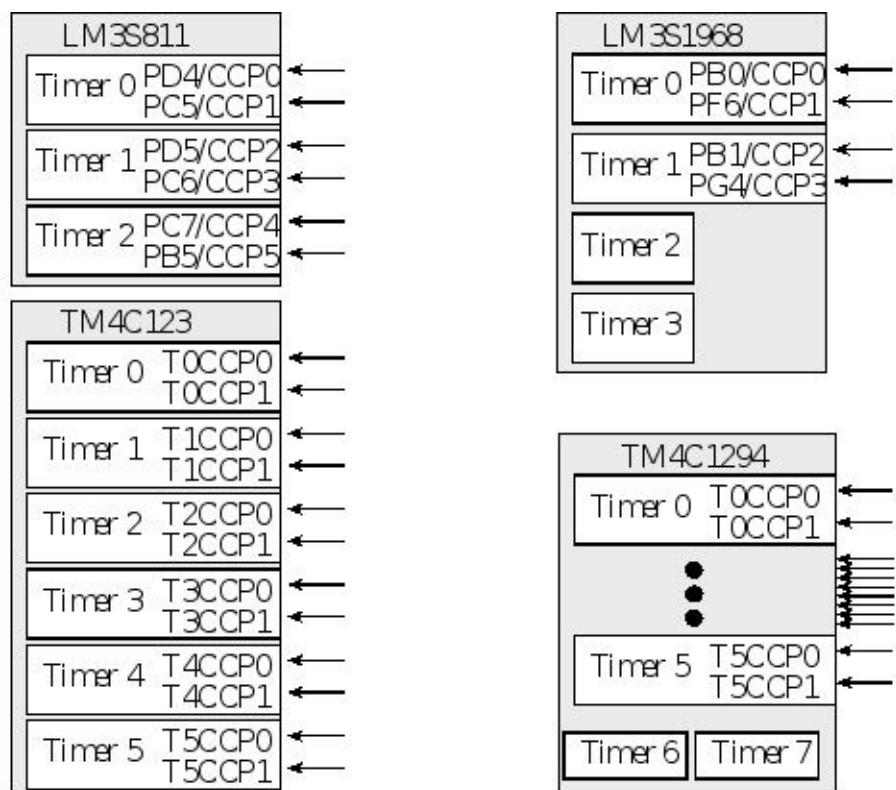 LM3S811
Timer 0 PD4/CCP0
PC5/CCP1
Timer 1 PD5/CCP2
PC6/CCP3
Timer 2 PC7/CCP4
PB5/CCP5
TM4C123
Timer 0 T0CCP0
T0CCP1
Timer 1 T1CCP0
T1CCP1
Timer 2 T2CCP0
T2CCP1
Timer 3 T3CCP0
T3CCP1
Timer 4 T4CCP0
T4CCP1
Timer 5 T5CCP0
T5CCP1
LM3S1968
Timer 0 PB0/CCP0
PF6/CCP1
Timer 1 PB1/CCP2
PG4/CCP3
Timer 2
Timer 3
TM4C1294
Timer 0 T0CCP0
T0CCP1
Timer 5 T5CCP0
T5CCP1
Timer 6 Timer 7